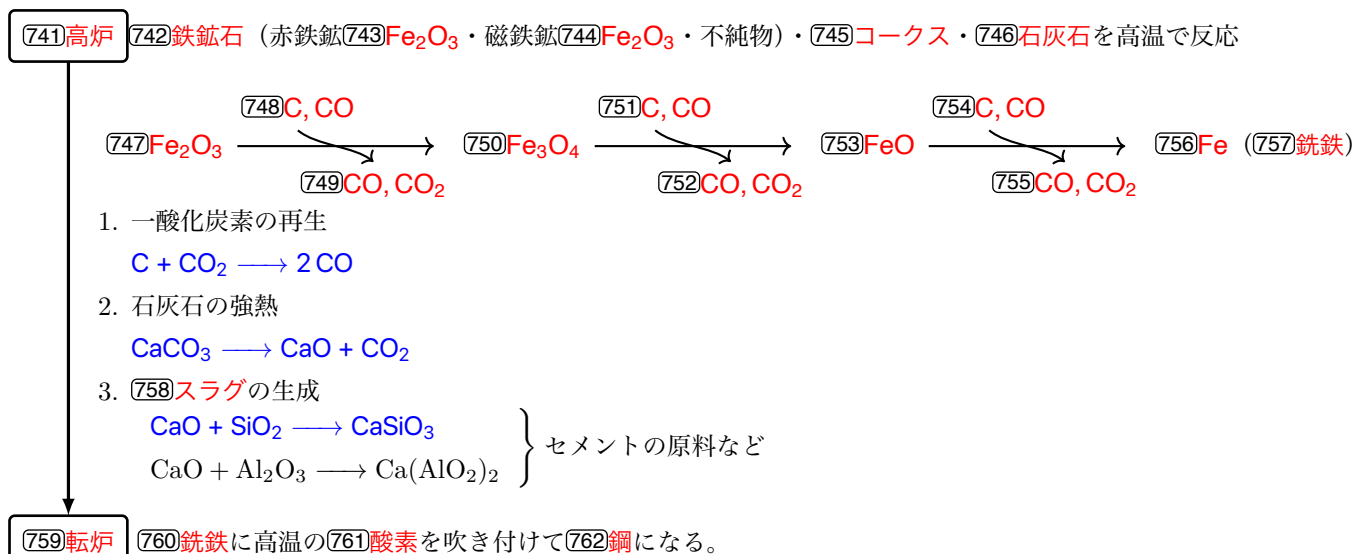 741高炉 742鉄鉱石（赤鉄鉱743Fe₂O₃・磁鉄鉱744Fe₂O₃・不純物）・745コークス・746石灰石を高温で反応
748C, CO 751C, CO 754C, CO
747Fe₂O₃ ⟶ 750Fe₃O₄ ⟶ 753FeO ⟶ 756Fe（757銑鉄）
749CO, CO₂ 752CO, CO₂ 755CO, CO₂
1. 一酸化炭素の再生
C + CO₂ ⟶ 2 CO
2. 石灰石の強熱
CaCO₃ ⟶ CaO + CO₂
3. 758スラグの生成
CaO + SiO₂ ⟶ CaSiO₃
CaO + Al₂O₃ ⟶ Ca(AlO₂)₂
セメントの原料など
759転炉 760銑鉄に高温の761酸素を吹き付けて762鋼になる。